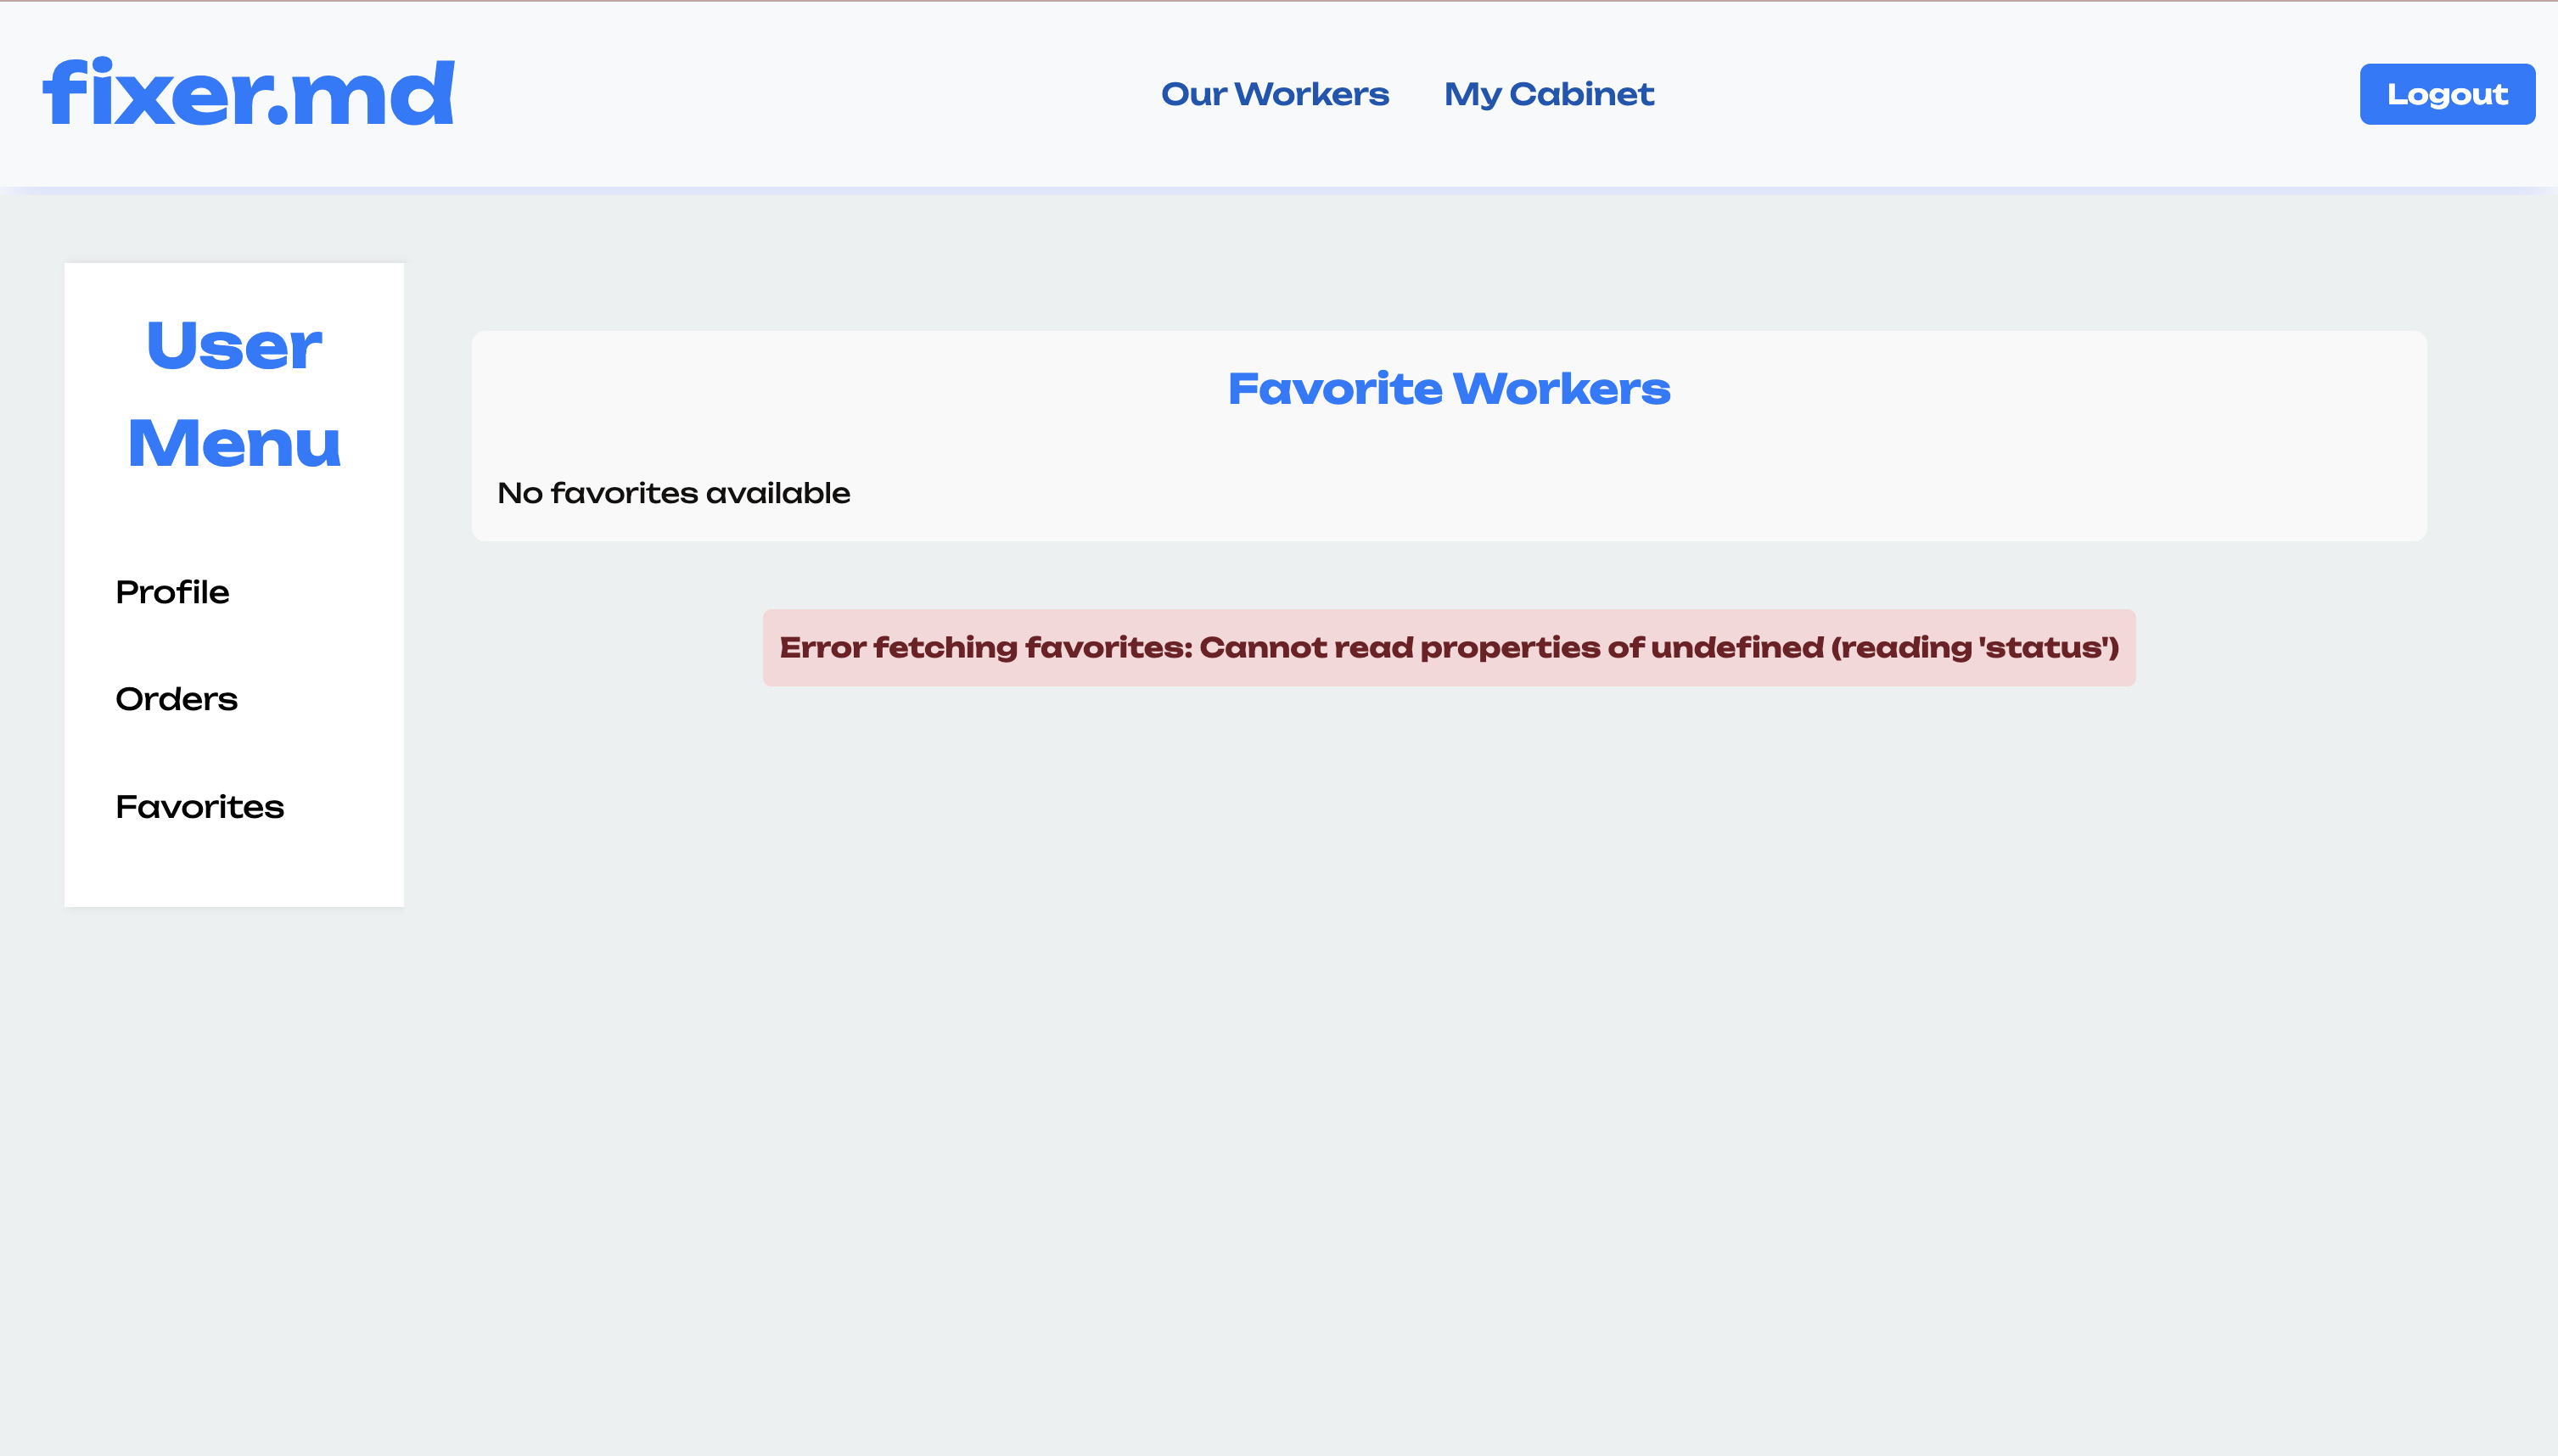 fixer.md
Our Workers
My Cabinet
Logout
User
Menu
Profile
Orders
Favorites
Favorite Workers
No favorites available
Error fetching favorites: Cannot read properties of undefined (reading 'status')